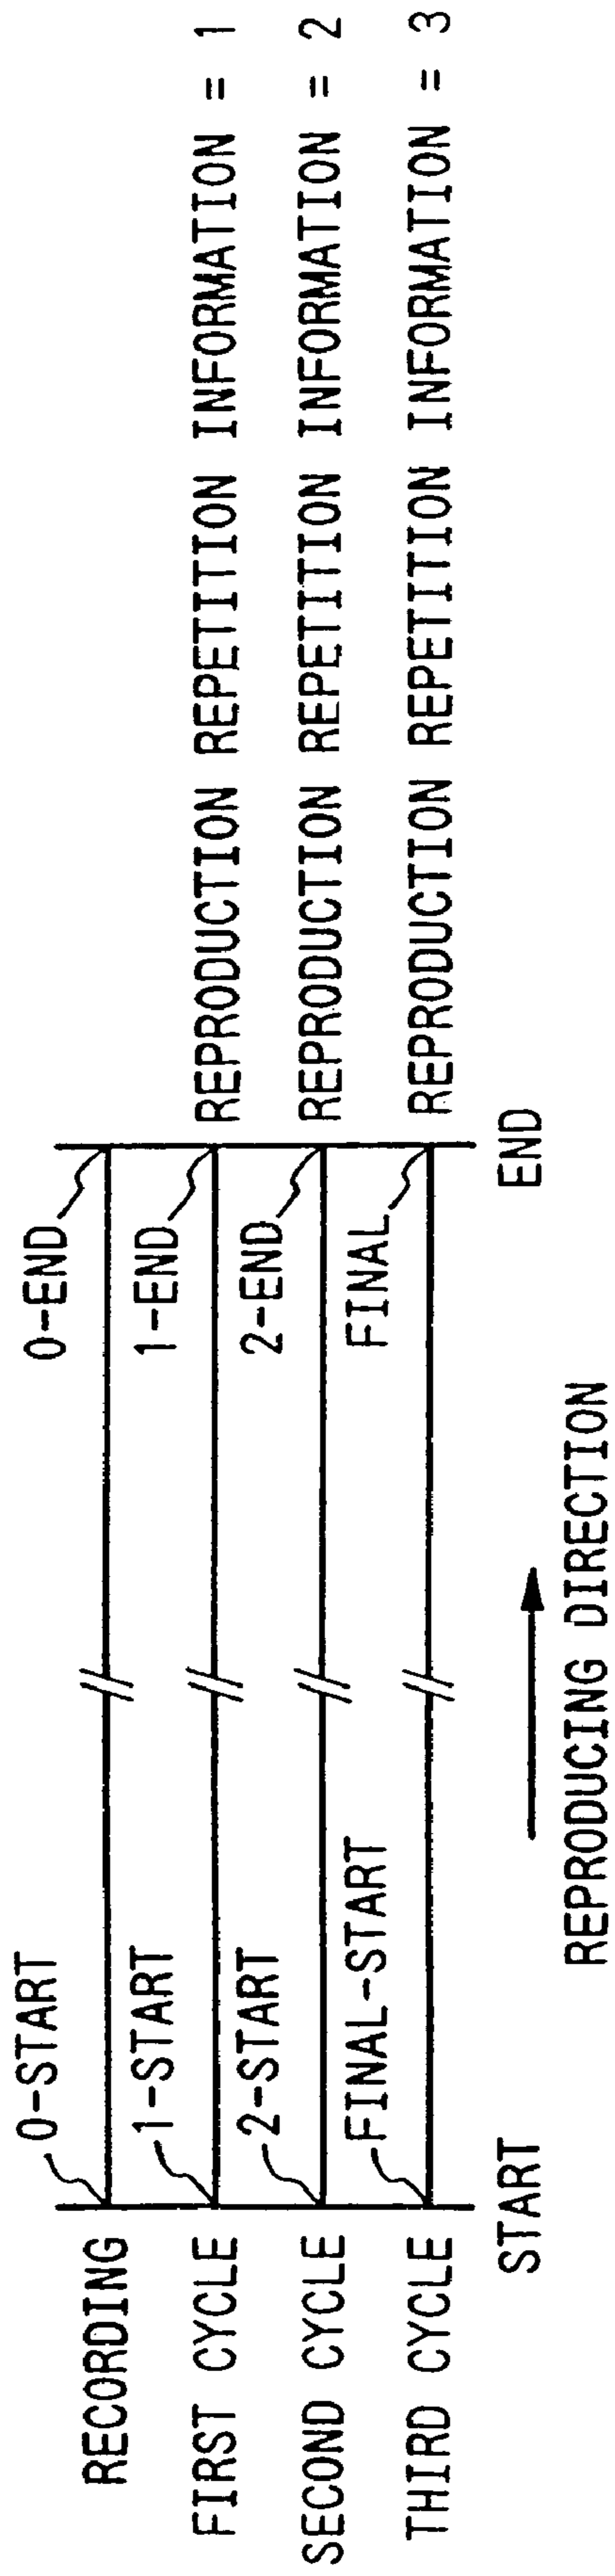 0-START
0-END
RECORDING
1-START
1-END
FIRST CYCLE
REPRODUCTION REPETITION INFORMATION = 1
2-START
2-END
SECOND CYCLE
REPRODUCTION REPETITION INFORMATION = 2
FINAL-START
FINAL
THIRD CYCLE
REPRODUCTION REPETITION INFORMATION = 3
START
END
REPRODUCING DIRECTION